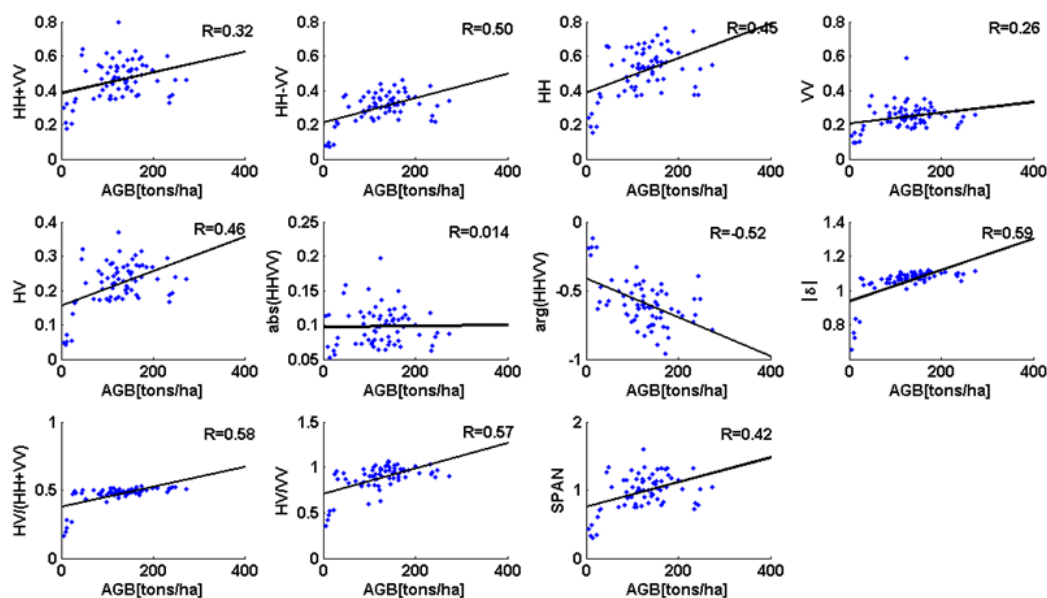 0.8
0.6
0.4
0.2
0
HH+VV
R=0.32
0 200 400
AGB[tons/ha]
0.8
0.6
0.4
0.2
0
HH-VV
R=0.50
0 200 400
AGB[tons/ha]
0.8
0.6
0.4
0.2
0
HH
R=0.45
0 200 400
AGB[tons/ha]
0.8
0.6
0.4
0.2
0
VV
R=0.26
0 200 400
AGB[tons/ha]
0.4
0.3
0.2
0.1
0
HV
R=0.46
0 200 400
AGB[tons/ha]
0.25
0.2
0.15
0.1
0.05
abs(HHVV)
R=0.014
0 200 400
AGB[tons/ha]
0
-0.5
-1
arg(HHVV)
R=-0.52
0 200 400
AGB[tons/ha]
1.4
1.2
1
0.8
|δ|
R=0.59
0 200 400
AGB[tons/ha]
1
0.5
0
HV/(HH+VV)
R=0.58
0 200 400
AGB[tons/ha]
1.5
1
0.5
0
HV/VV
R=0.57
0 200 400
AGB[tons/ha]
2
1
0
SPAN
R=0.42
0 200 400
AGB[tons/ha]